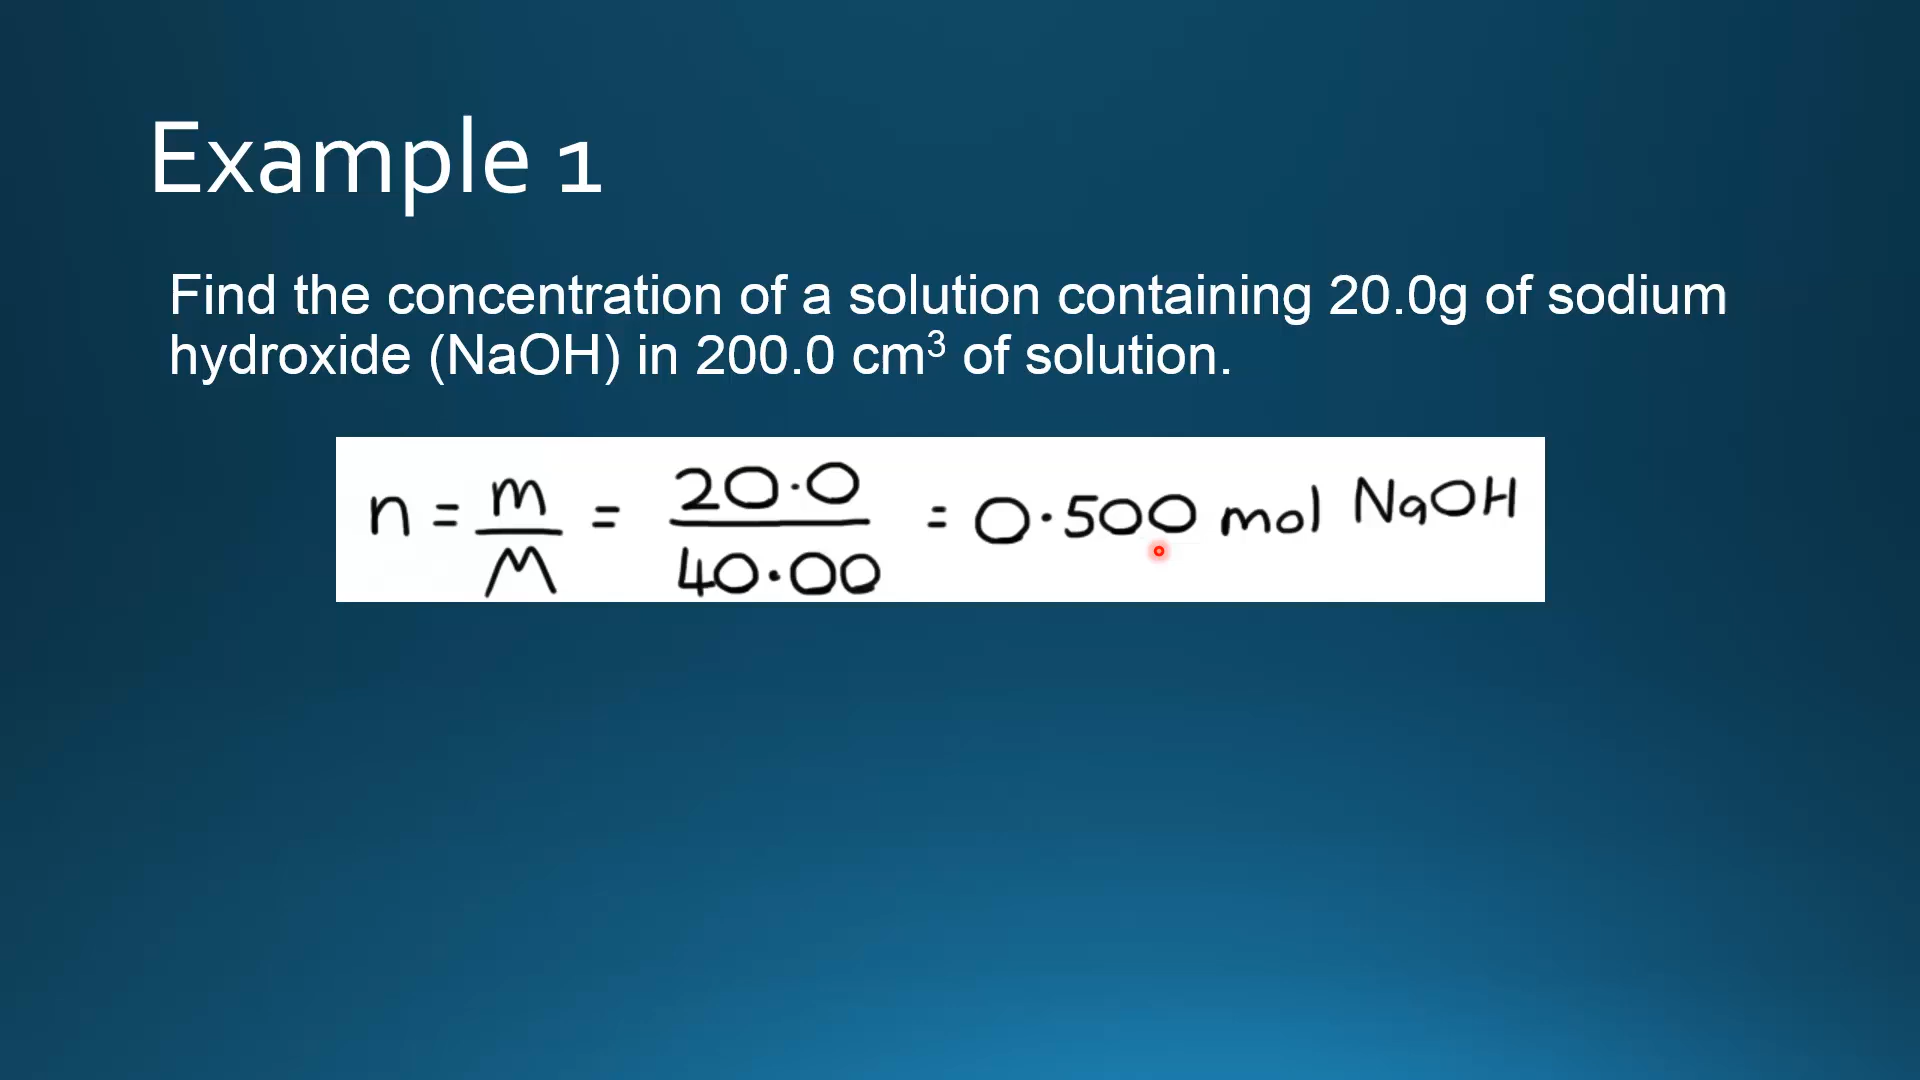 Example 1
Find the concentration of a solution containing 20.0g of sodium
hydroxide (NaOH) in 200.0 cm³ of solution.
n = m/M = 20.0/40.00 = 0.500 mol NaOH